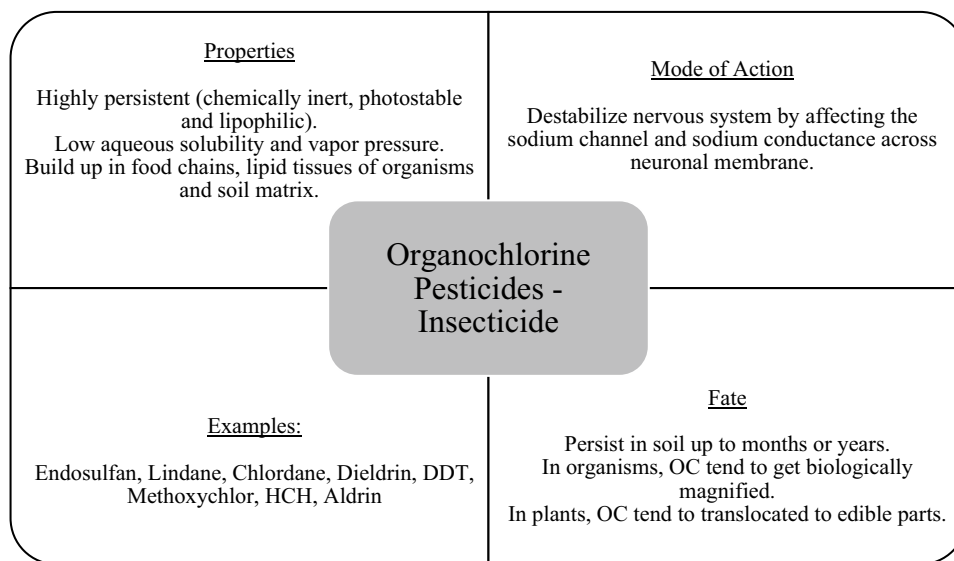 Properties
Highly persistent (chemically inert, photostable
and lipophilic).
Low aqueous solubility and vapor pressure.
Build up in food chains, lipid tissues of organisms
and soil matrix.
Mode of Action
Destabilize nervous system by affecting the
sodium channel and sodium conductance across
neuronal membrane.
Organochlorine
Pesticides -
Insecticide
Examples:
Endosulfan, Lindane, Chlordane, Dieldrin, DDT,
Methoxychlor, HCH, Aldrin
Fate
Persist in soil up to months or years.
In organisms, OC tend to get biologically
magnified.
In plants, OC tend to translocated to edible parts.